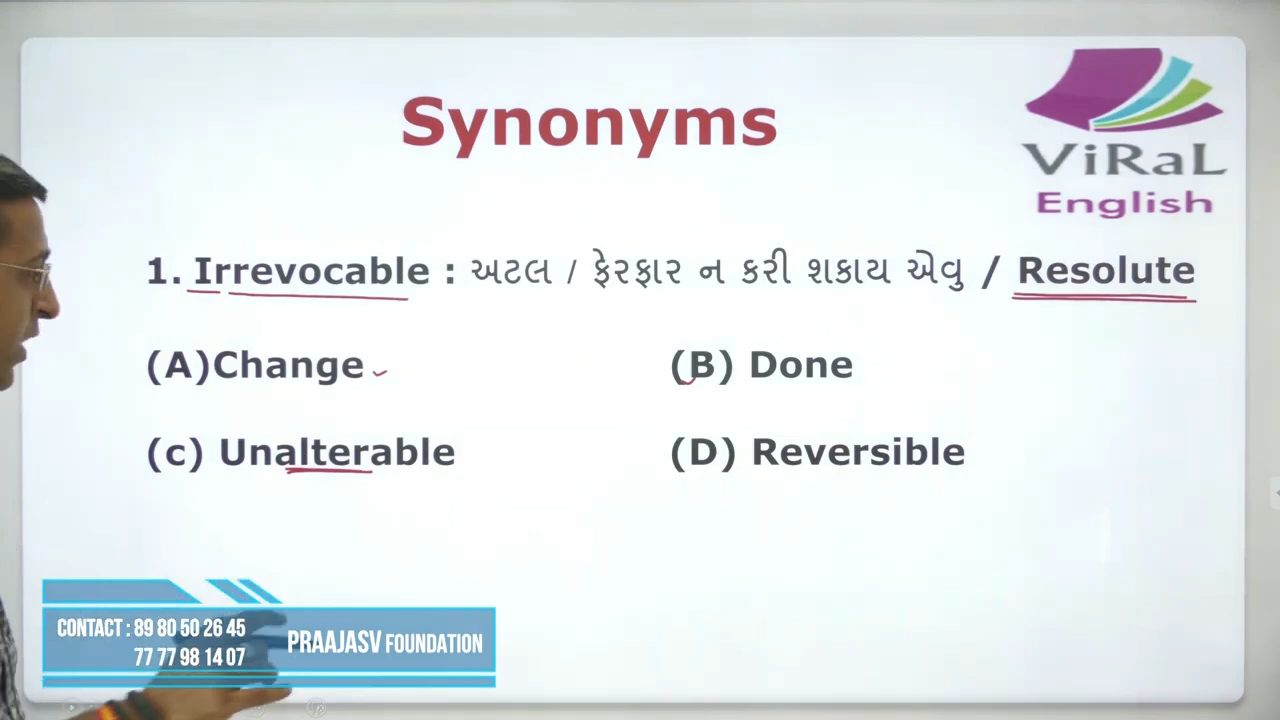 Synonyms
ViRaL
English
1. Irrevocable : અટલ / ફેરફાર ન કરી શકાય એવુ / Resolute
(A)Change
(B) Done
(c) Unalterable
(D) Reversible
CONTACT : 89 80 50 26 45
77 77 98 14 07
PRAAJASV FOUNDATION